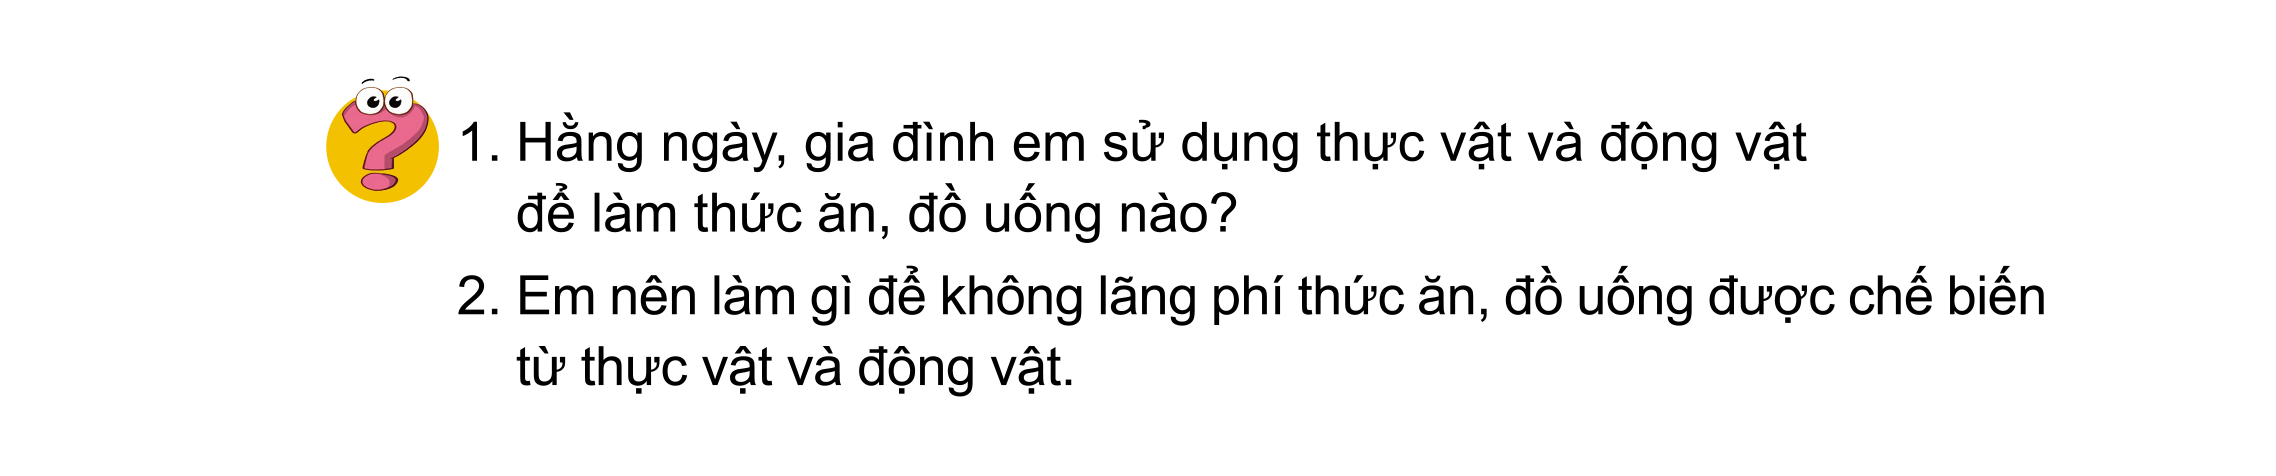 1. Hằng ngày, gia đình em sử dụng thực vật và động vật
để làm thức ăn, đồ uống nào?
2. Em nên làm gì để không lãng phí thức ăn, đồ uống được chế biến
từ thực vật và động vật.